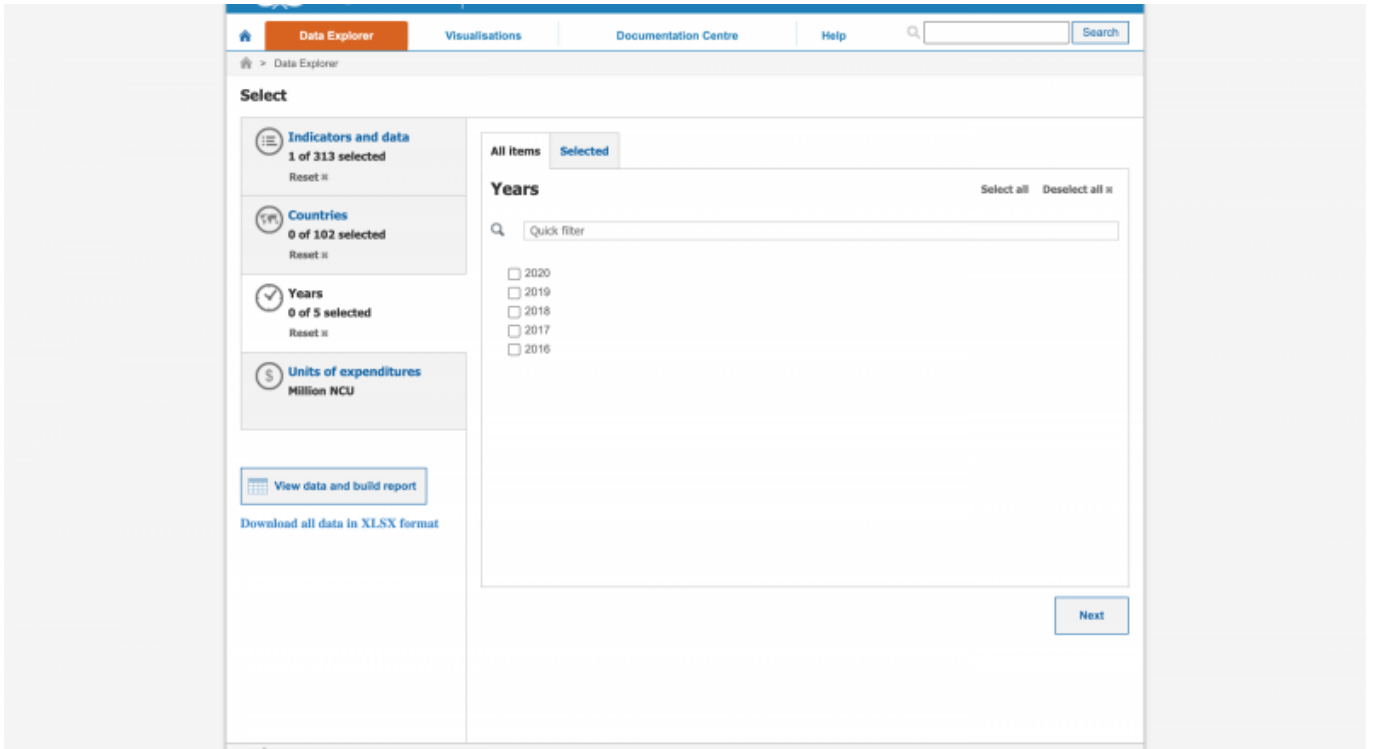 Data Explorer
Visualisations
Documentation Centre
Help
Search
> Data Explorer
Select
Indicators and data
1 of 313 selected
Reset
Countries
0 of 102 selected
Reset
Years
0 of 5 selected
Reset
Units of expenditures
Million NCU
View data and build report
Download all data in XLSX format
All items
Selected
Years
Select all
Deselect all
Quick filter
2020
2019
2018
2017
2016
Next